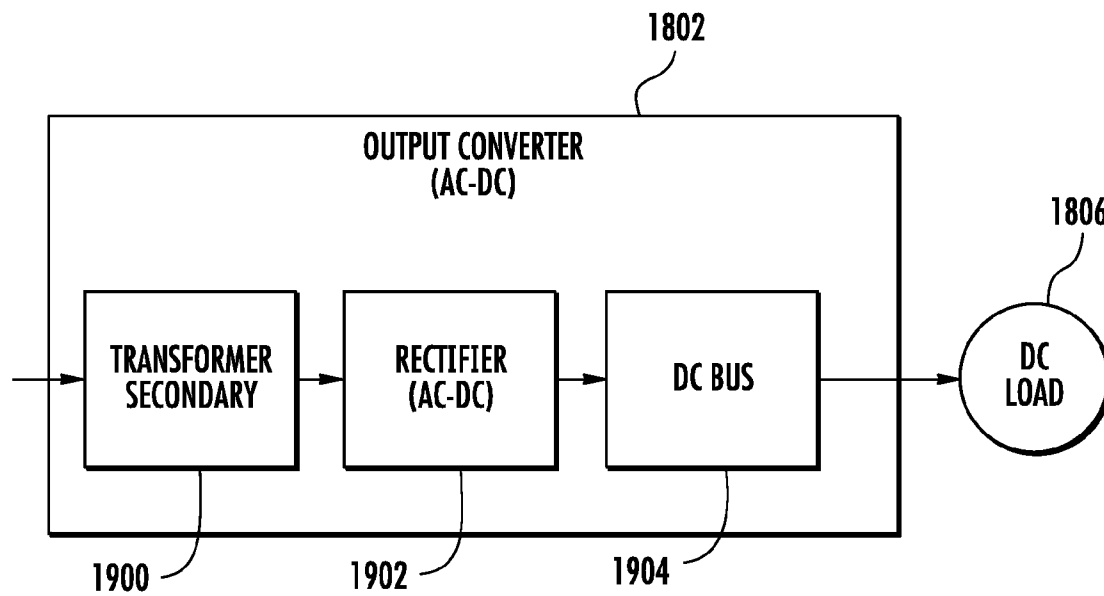 1802
OUTPUT CONVERTER
(AC-DC)
1806
TRANSFORMER
SECONDARY
RECTIFIER
(AC-DC)
DC BUS
DC
LOAD
1900
1902
1904